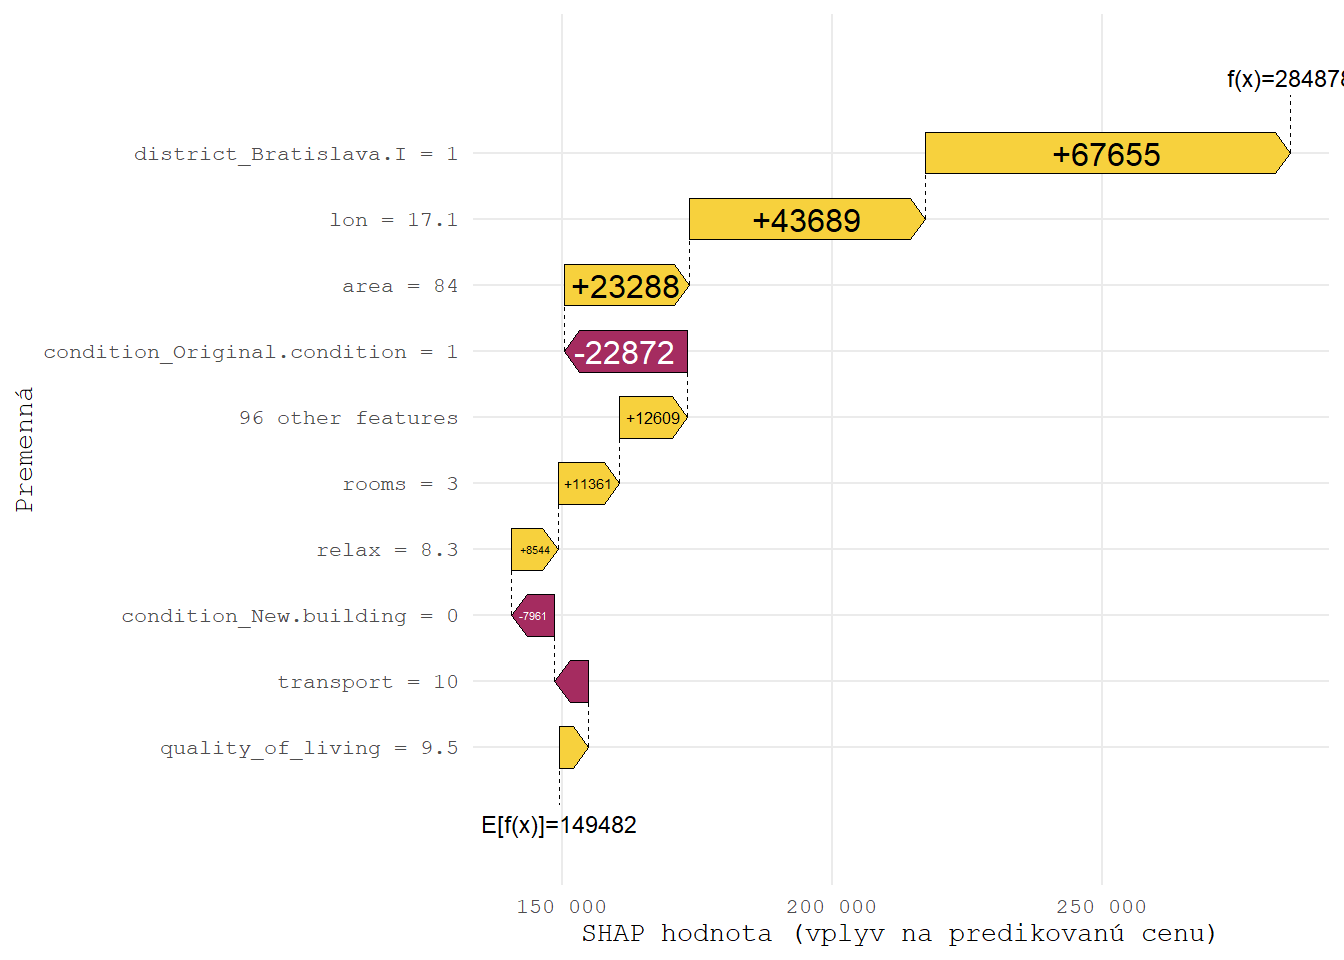 f(x)=284878
district_Bratislava.I = 1
+67655
lon = 17.1
+43689
area = 84
+23288
condition_Original.condition = 1
-22872
96 other features
+12609
rooms = 3
+11361
relax = 8.3
+8544
condition_New.building = 0
-7961
transport = 10
quality_of_living = 9.5
E[f(x)]=149482
Premenná
150 000
200 000
250 000
SHAP hodnota (vplyv na predikovanú cenu)